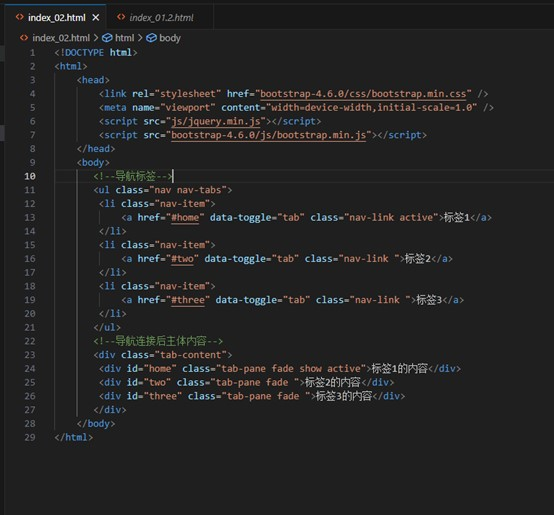 index_02.html
index_01.2.html
index_02.html > html > body
1 <!DOCTYPE html>
2 <html>
3 <head>
4 <link rel="stylesheet" href="bootstrap-4.6.0/css/bootstrap.min.css" />
5 <meta name="viewport" content="width=device-width,initial-scale=1.0" />
6 <script src="js/jquery.min.js"></script>
7 <script src="bootstrap-4.6.0/js/bootstrap.min.js"></script>
8 </head>
9 <body>
10 <!--导航标签-->
11 <ul class="nav nav-tabs">
12 <li class="nav-item">
13 <a href="#home" data-toggle="tab" class="nav-link active">标签1</a>
14 </li>
15 <li class="nav-item">
16 <a href="#two" data-toggle="tab" class="nav-link ">标签2</a>
17 </li>
18 <li class="nav-item">
19 <a href="#three" data-toggle="tab" class="nav-link ">标签3</a>
20 </li>
21 </ul>
22 <!--导航连接后主体内容-->
23 <div class="tab-content">
24 <div id="home" class="tab-pane fade show active">标签1的内容</div>
25 <div id="two" class="tab-pane fade ">标签2的内容</div>
26 <div id="three" class="tab-pane fade ">标签3的内容</div>
27 </div>
28 </body>
29 </html>